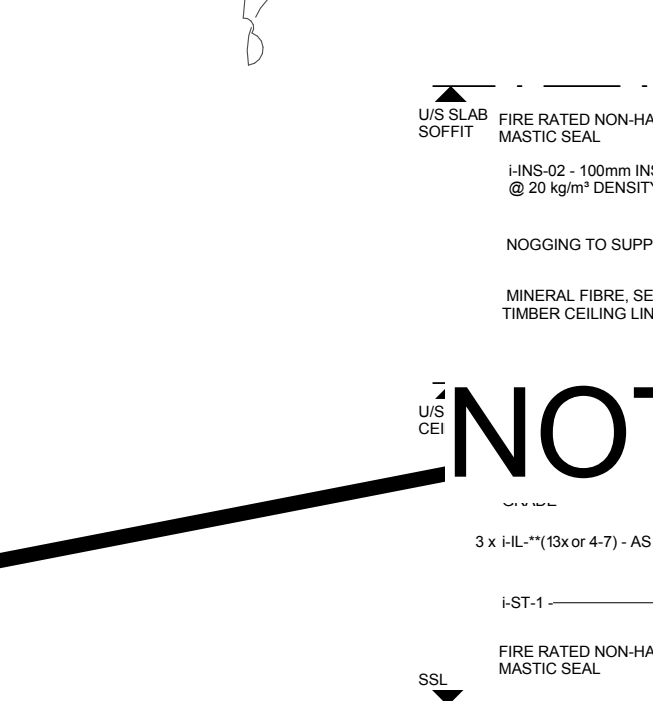 U/S SLAB
SOFFIT
FIRE RATED NON-HA
MASTIC SEAL
i-INS-02 - 100mm INS
@ 20 kg/m³ DENSITY
NOGGING TO SUPP
MINERAL FIBRE, SE
TIMBER CEILING LIN
U/S
CEI
NOT
3 x i-IL-**(13x or 4-7) - AS
i-ST-1 -
FIRE RATED NON-HA
MASTIC SEAL
SSL